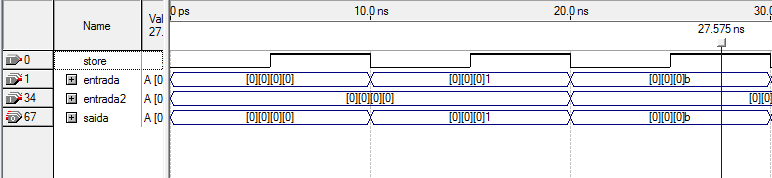 Name
Val
27.
0 ps
10.0 ns
20.0 ns
30.0
27.575 ns
0 store
1 entrada A [0 [0][0][0][0] [0][0][0]1 [0][0][0]b
34 entrada2 A [0 [0][0][0][0] [0][0]
67 saida A [0 [0][0][0][0] [0][0][0]1 [0][0][0]b